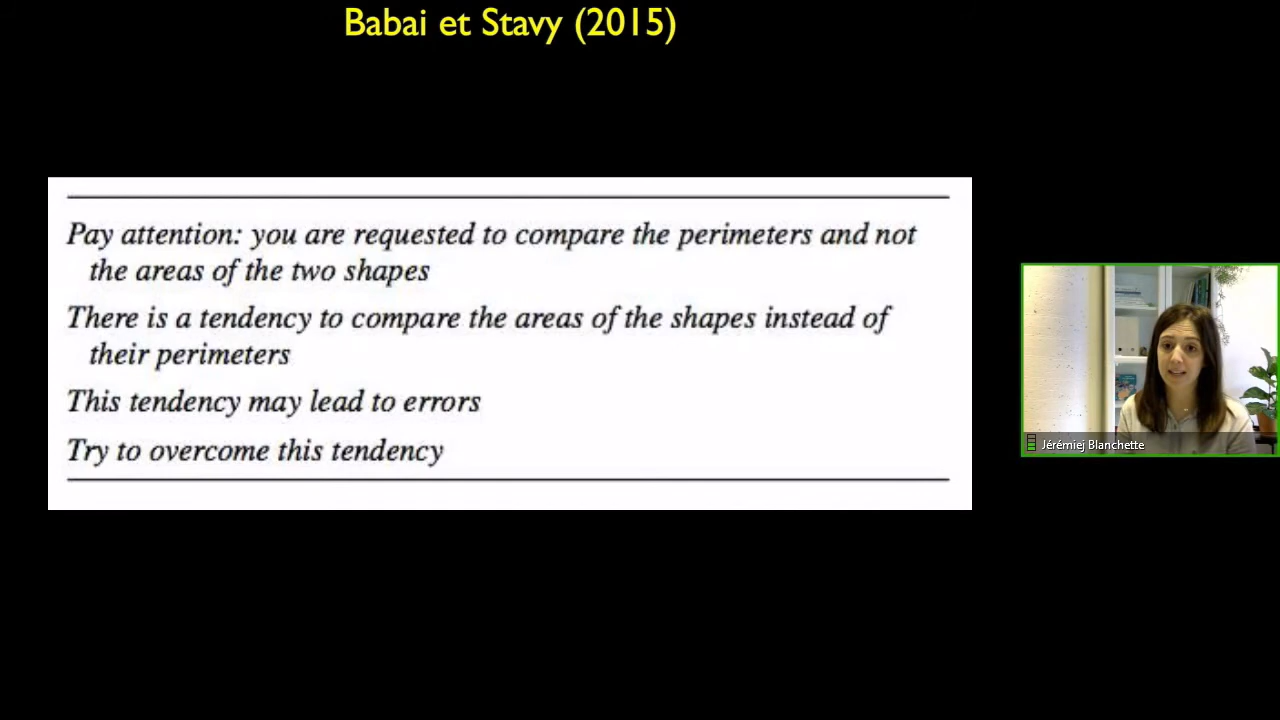 Babai et Stavy (2015)
Pay attention: you are requested to compare the perimeters and not
the areas of the two shapes
There is a tendency to compare the areas of the shapes instead of
their perimeters
This tendency may lead to errors
Try to overcome this tendency
Jérémiej Blanchette